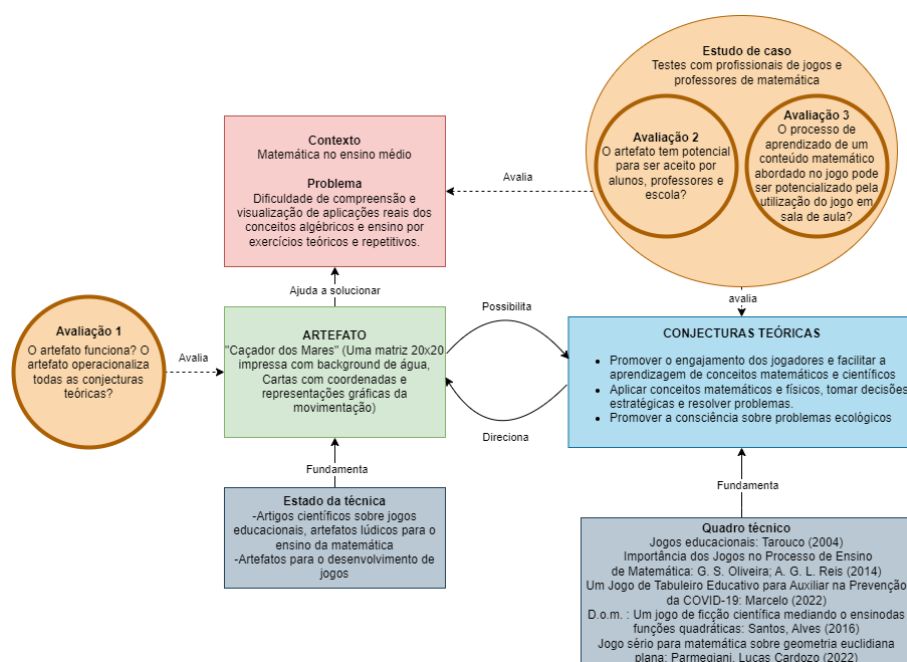 Estudo de caso
Testes com profissionais de jogos e
professores de matemática
Avaliação 2
O artefato tem potencial
para ser aceito por
alunos, professores e
escola?
Avaliação 3
O processo de
aprendizado de um
conteúdo matemático
abordado no jogo pode
ser potencializado pela
utilização do jogo em
sala de aula?
Contexto
Matemática no ensino médio
Problema
Dificuldade de compreensão e
visualização de aplicações reais dos
conceitos algébricos e ensino por
exercícios teóricos e repetitivos.
Avalia
Ajuda a solucionar
Possibilita
avalia
Avaliação 1
O artefato funciona? O
artefato operacionaliza
todas as conjecturas
teóricas?
Avalia
ARTEFATO
"Caçador dos Mares" (Uma matriz 20x20
impressa com background de água,
Cartas com coordenadas e
representações gráficas da
movimentação)
CONJECTURAS TEÓRICAS
• Promover o engajamento dos jogadores e facilitar a
aprendizagem de conceitos matemáticos e científicos
• Aplicar conceitos matemáticos e físicos, tomar decisões
estratégicas e resolver problemas.
• Promover a consciência sobre problemas ecológicos
Direciona
Fundamenta
Fundamenta
Estado da técnica
-Artigos científicos sobre jogos
educacionais, artefatos lúdicos para o
ensino da matemática
-Artefatos para o desenvolvimento de
jogos
Quadro técnico
Jogos educacionais: Tarouco (2004)
Importância dos Jogos no Processo de Ensino
de Matemática: G. S. Oliveira; A. G. L. Reis (2014)
Um Jogo de Tabuleiro Educativo para Auxiliar na Prevenção
da COVID-19: Marcelo (2022)
D.o.m. : Um jogo de ficção científica mediando o ensinodas
funções quadráticas: Santos, Alves (2016)
Jogo sério para matemática sobre geometria euclidiana
plana: Parmegiani, Lucas Cardozo (2022)